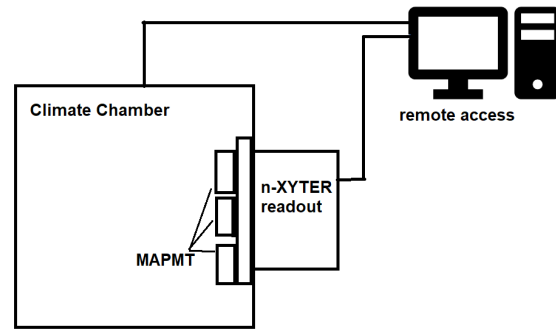 Climate Chamber
remote access
n-XYTER
readout
MAPMT